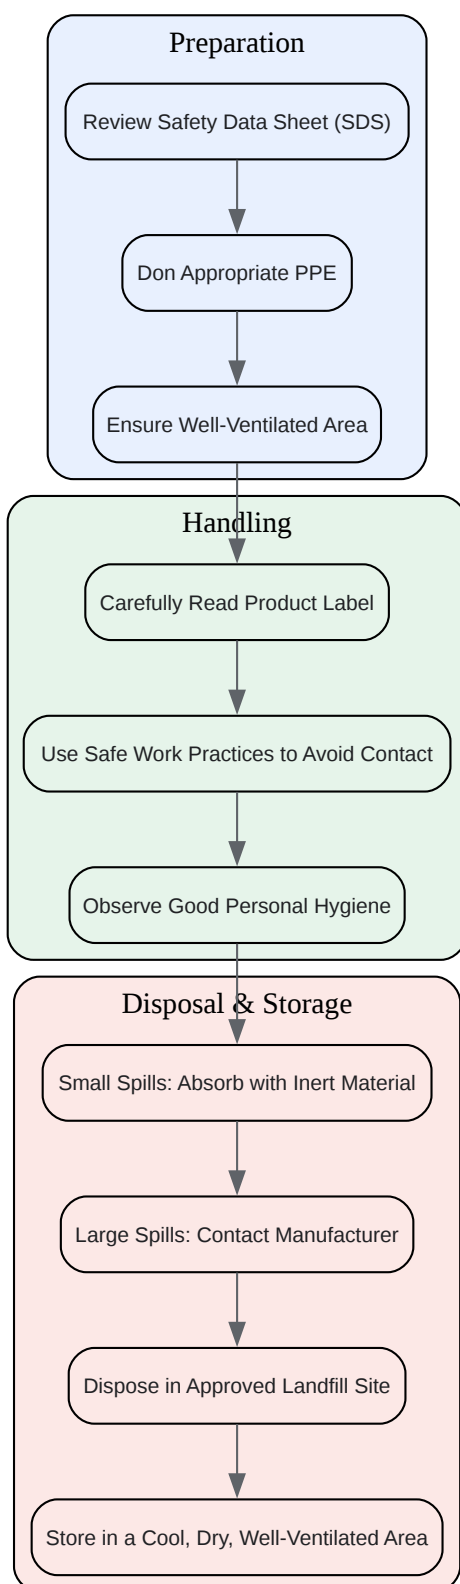 Preparation
Review Safety Data Sheet (SDS)
Don Appropriate PPE
Ensure Well-Ventilated Area
Handling
Carefully Read Product Label
Use Safe Work Practices to Avoid Contact
Observe Good Personal Hygiene
Disposal & Storage
Small Spills: Absorb with Inert Material
Large Spills: Contact Manufacturer
Dispose in Approved Landfill Site
Store in a Cool, Dry, Well-Ventilated Area